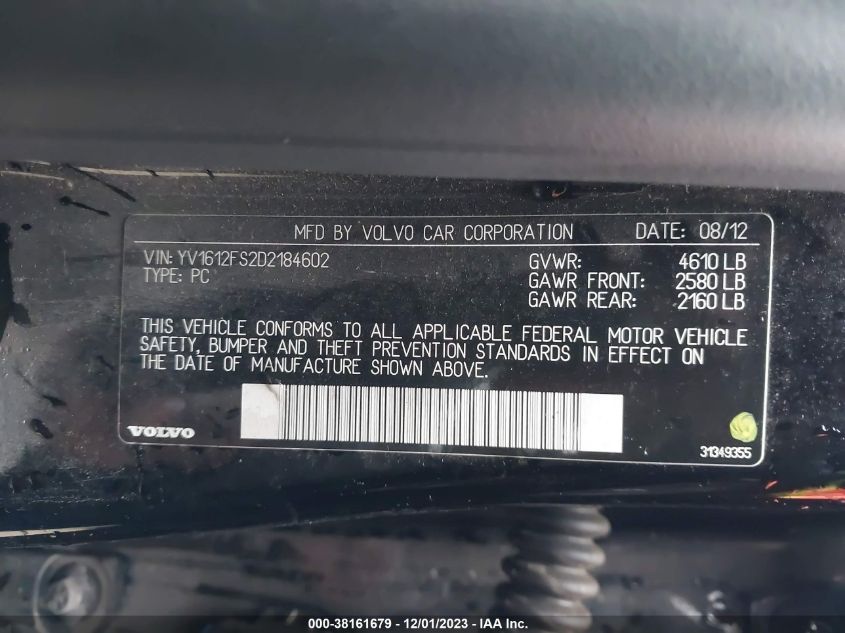 MFD BY VOLVO CAR CORPORATION DATE: 08/12
VIN: YV1612FS2D2184602 GVWR: 4610 LB
TYPE: PC GAWR FRONT: 2580 LB
GAWR REAR: 2160 LB
THIS VEHICLE CONFORMS TO ALL APPLICABLE FEDERAL MOTOR VEHICLE
SAFETY, BUMPER AND THEFT PREVENTION STANDARDS IN EFFECT ON
THE DATE OF MANUFACTURE SHOWN ABOVE.
VOLVO
31349355
000-38161679 - 12/01/2023 - IAA Inc.